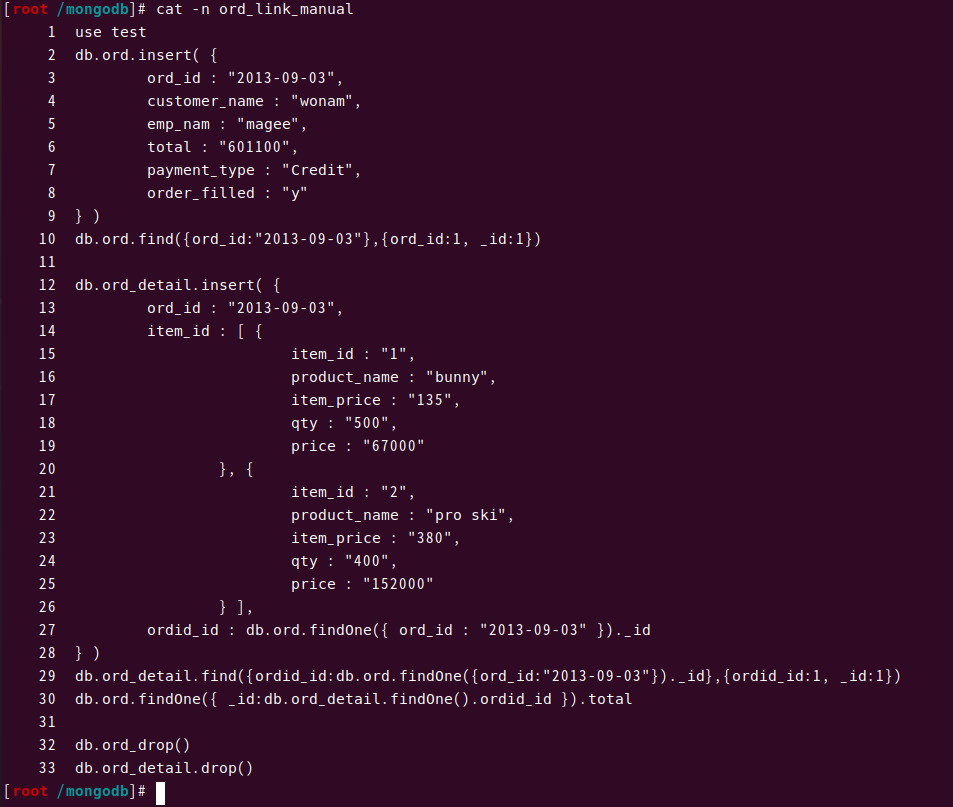 [root /mongodb]# cat -n ord_link_manual
     1  use test
     2  db.ord.insert( {
     3          ord_id : "2013-09-03",
     4          customer_name : "wonam",
     5          emp_nam : "magee",
     6          total : "601100",
     7          payment_type : "Credit",
     8          order_filled : "y"
     9  } )
    10  db.ord.find({ord_id:"2013-09-03"},{ord_id:1, _id:1})
    11
    12  db.ord_detail.insert( {
    13          ord_id : "2013-09-03",
    14          item_id : [ {
    15                          item_id : "1",
    16                          product_name : "bunny",
    17                          item_price : "135",
    18                          qty : "500",
    19                          price : "67000"
    20                  }, {
    21                          item_id : "2",
    22                          product_name : "pro ski",
    23                          item_price : "380",
    24                          qty : "400",
    25                          price : "152000"
    26                  } ],
    27          ordid_id : db.ord.findOne({ ord_id : "2013-09-03" })._id
    28  } )
    29  db.ord_detail.find({ordid_id:db.ord.findOne({ord_id:"2013-09-03"})._id},{ordid_id:1, _id:1})
    30  db.ord.findOne({ _id:db.ord_detail.findOne().ordid_id }).total
    31
    32  db.ord_drop()
    33  db.ord_detail.drop()
[root /mongodb]#